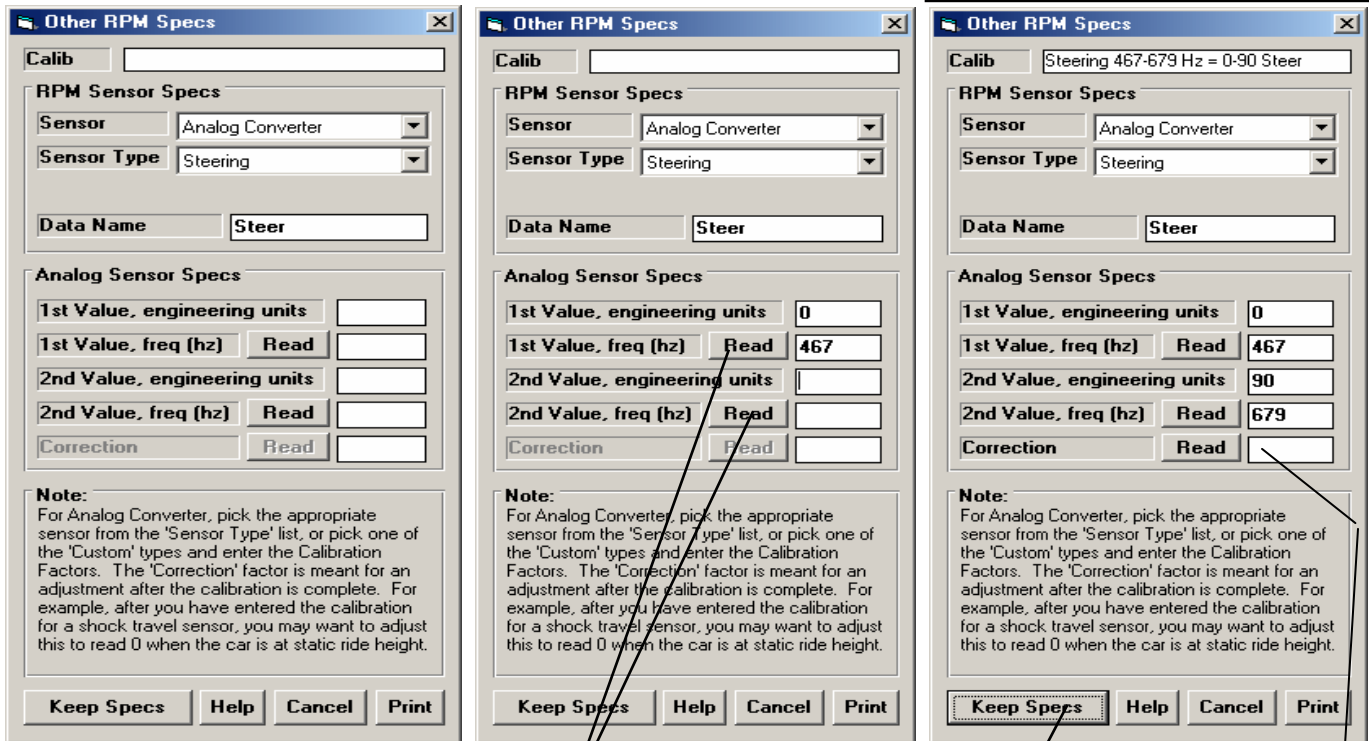 Other RPM Specs
Calib
RPM Sensor Specs
Sensor Analog Converter
Sensor Type Steering
Data Name Steer
Analog Sensor Specs
1st Value, engineering units
1st Value, freq (hz) Read
2nd Value, engineering units
2nd Value, freq (hz) Read
Correction Read
Note:
For Analog Converter, pick the appropriate
sensor from the 'Sensor Type' list, or pick one of
the 'Custom' types and enter the Calibration
Factors. The 'Correction' factor is meant for an
adjustment after the calibration is complete. For
example, after you have entered the calibration
for a shock travel sensor, you may want to adjust
this to read 0 when the car is at static ride height.
Keep Specs Help Cancel Print
Other RPM Specs
Calib
RPM Sensor Specs
Sensor Analog Converter
Sensor Type Steering
Data Name Steer
Analog Sensor Specs
1st Value, engineering units 0
1st Value, freq (hz) Read 467
2nd Value, engineering units
2nd Value, freq (hz) Read
Correction Read
Note:
For Analog Converter, pick the appropriate
sensor from the 'Sensor Type' list, or pick one of
the 'Custom' types and enter the Calibration
Factors. The 'Correction' factor is meant for an
adjustment after the calibration is complete. For
example, after you have entered the calibration
for a shock travel sensor, you may want to adjust
this to read 0 when the car is at static ride height.
Keep Specs Help Cancel Print
Other RPM Specs
Calib Steering 467-679 Hz = 0-90 Steer
RPM Sensor Specs
Sensor Analog Converter
Sensor Type Steering
Data Name Steer
Analog Sensor Specs
1st Value, engineering units 0
1st Value, freq (hz) Read 467
2nd Value, engineering units 90
2nd Value, freq (hz) Read 679
Correction Read
Note:
For Analog Converter, pick the appropriate
sensor from the 'Sensor Type' list, or pick one of
the 'Custom' types and enter the Calibration
Factors. The 'Correction' factor is meant for an
adjustment after the calibration is complete. For
example, after you have entered the calibration
for a shock travel sensor, you may want to adjust
this to read 0 when the car is at static ride height.
Keep Specs Help Cancel Print